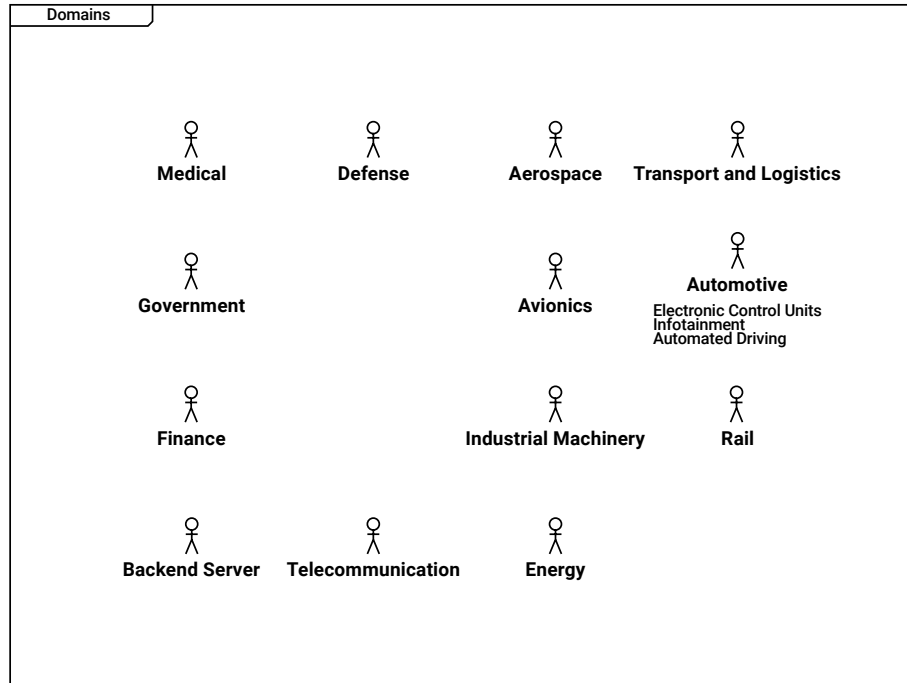 Domains
Medical
Defense
Aerospace
Transport and Logistics
Government
Avionics
Automotive
Electronic Control Units
Infotainment
Automated Driving
Finance
Industrial Machinery
Rail
Backend Server
Telecommunication
Energy